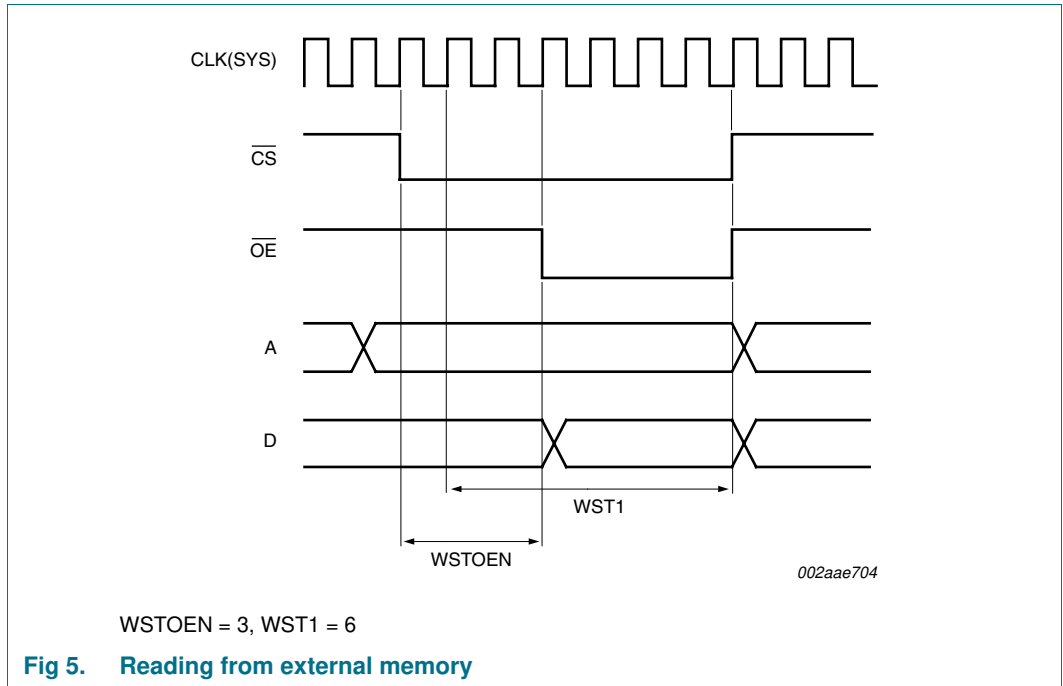 CLK(SYS)
CS
OE
A
D
WST1
WSTOEN
002aae704
WSTOEN = 3, WST1 = 6
Fig 5. Reading from external memory